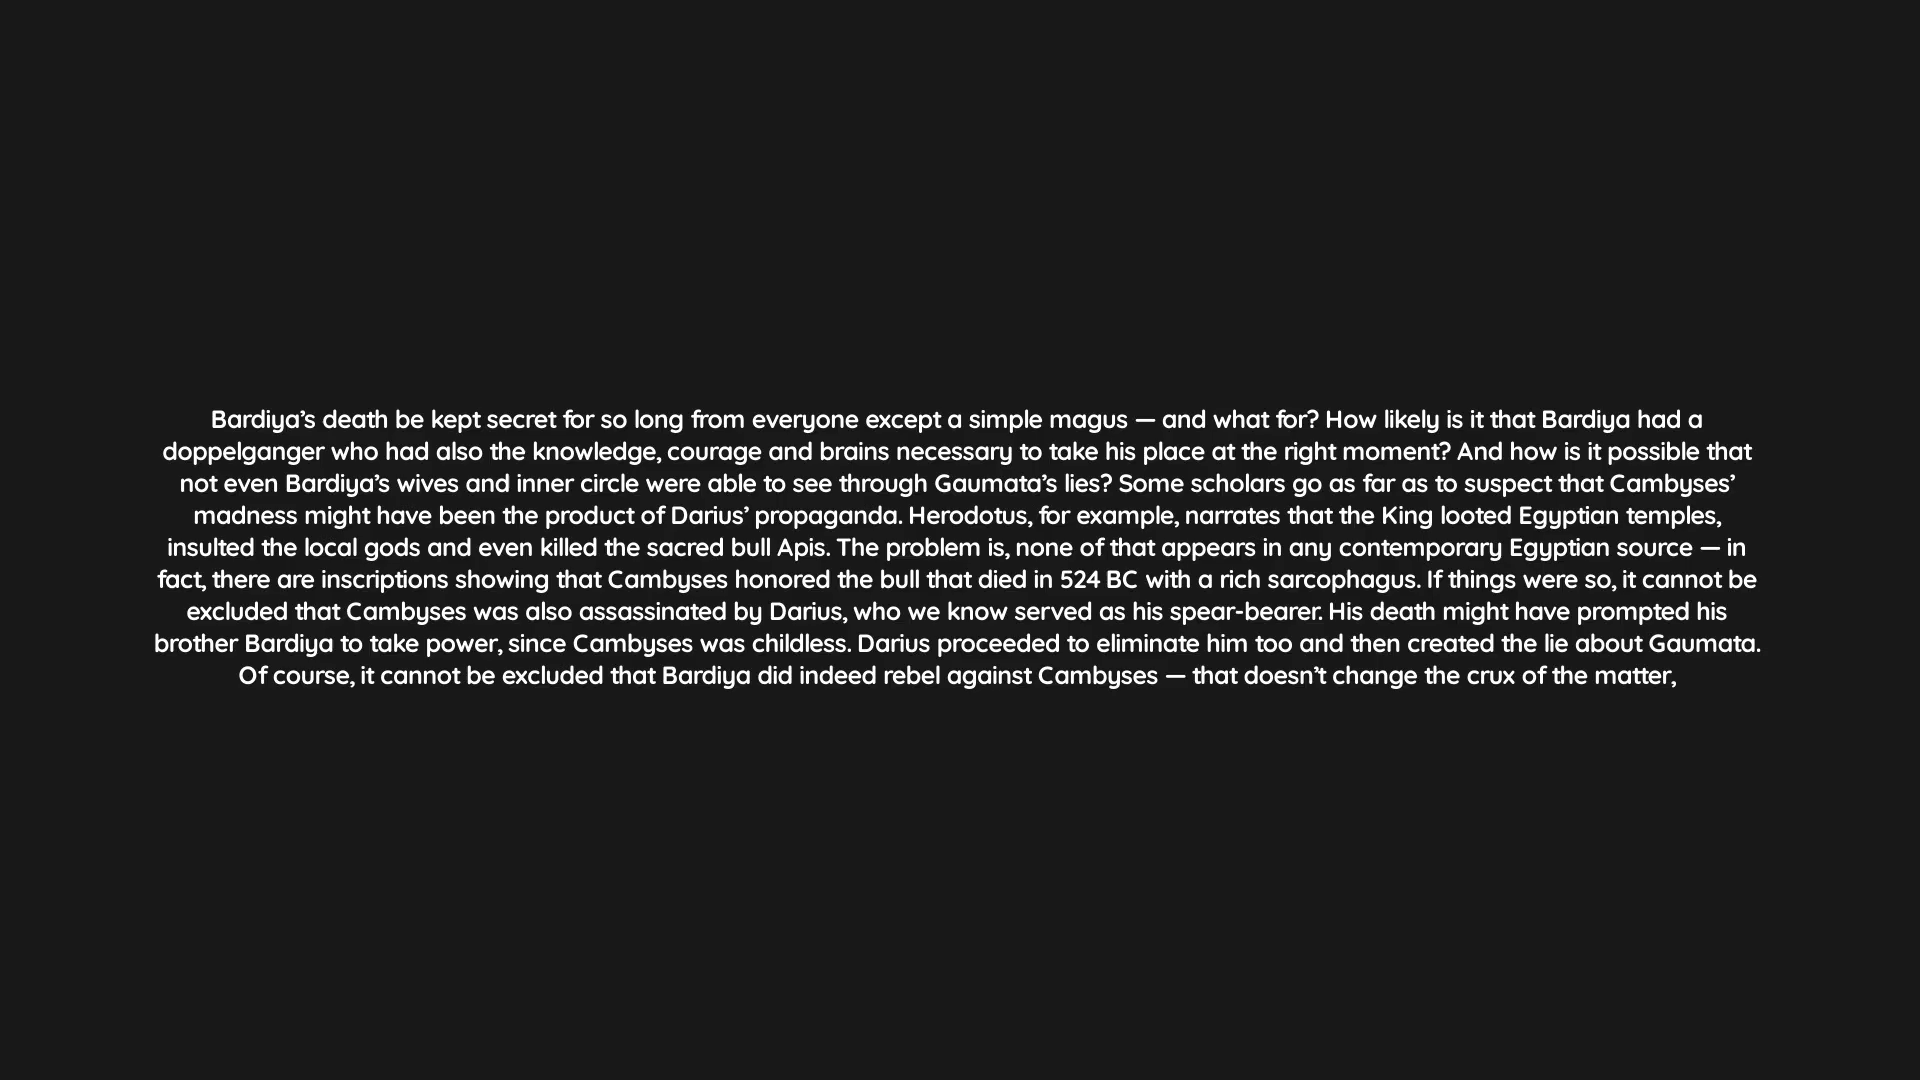 Bardiya’s death be kept secret for so long from everyone except a simple magus — and what for? How likely is it that Bardiya had a
doppelganger who had also the knowledge, courage and brains necessary to take his place at the right moment? And how is it possible that
not even Bardiya’s wives and inner circle were able to see through Gaumata’s lies? Some scholars go as far as to suspect that Cambyses’
madness might have been the product of Darius’ propaganda. Herodotus, for example, narrates that the King looted Egyptian temples,
insulted the local gods and even killed the sacred bull Apis. The problem is, none of that appears in any contemporary Egyptian source — in
fact, there are inscriptions showing that Cambyses honored the bull that died in 524 BC with a rich sarcophagus. If things were so, it cannot be
excluded that Cambyses was also assassinated by Darius, who we know served as his spear-bearer. His death might have prompted his
brother Bardiya to take power, since Cambyses was childless. Darius proceeded to eliminate him too and then created the lie about Gaumata.
Of course, it cannot be excluded that Bardiya did indeed rebel against Cambyses — that doesn’t change the crux of the matter,